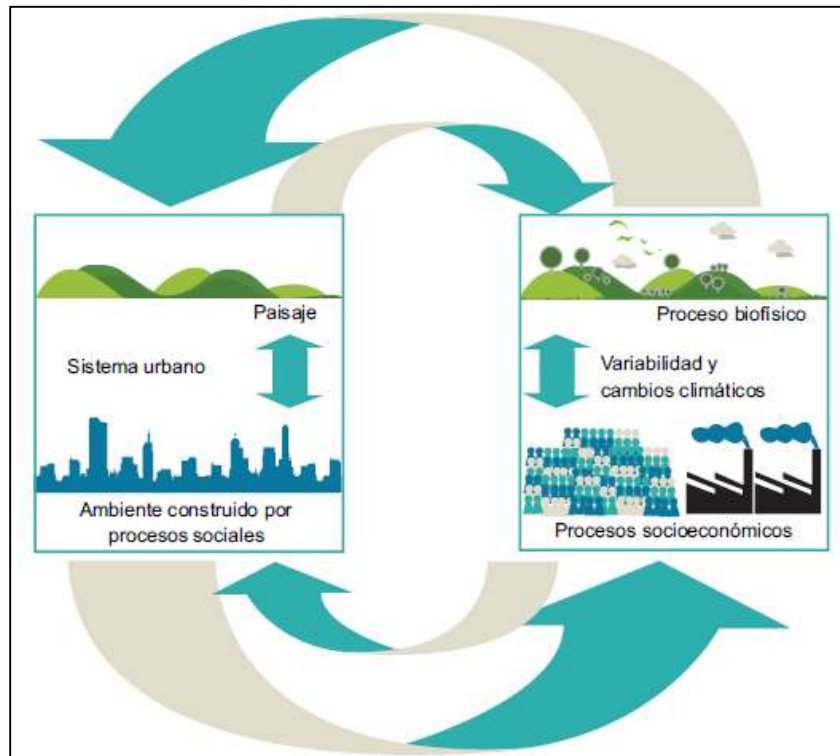 Paisaje
Sistema urbano
Ambiente construido por
procesos sociales
Proceso biofísico
Variabilidad y
cambios climáticos
Procesos socioeconómicos